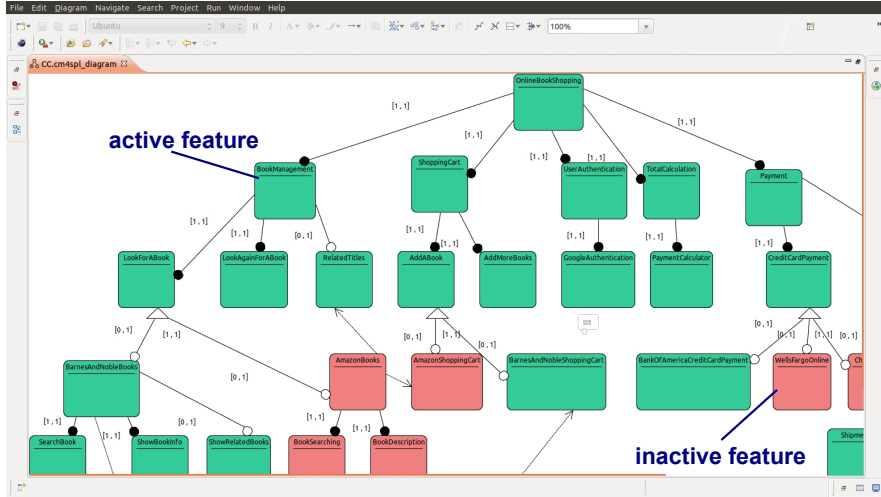 File Edit Diagram Navigate Search Project Run Window Help
Ubuntu 9 B I A 100%
CC.cm4spl_diagram
OnlineBookShopping
[1, 1]
[1, 1]
[1, 1]
active feature
[1, 1]
[1, 1]
BookManagement
ShoppingCart
UserAuthentication
TotalCalculation
Payment
[1, 1]
[0, 1]
[1, 1]
[1, 1]
[1, 1]
[1, 1]
[1, 1]
[1, 1]
LookForABook
LookAgainForABook
RelatedTitles
AddABook
AddMoreBooks
GoogleAuthentication
PaymentCalculator
CreditCardPayment
[0, 1]
[1, 1]
[0, 1]
[1, 1]
[0, 1]
[0, 1]
[1, 1]
[0, 1]
BarnesAndNobleBooks
[0, 1]
AmazonBooks
AmazonShoppingCart
BarnesAndNobleShoppingCart
BankOfAmericaCreditCardPayment
WellsFargoOnline
Ch
[1, 1]
[1, 1]
[0, 1]
[1, 1]
[1, 1]
SearchBook
ShowBookInfo
ShowRelatedBooks
BookSearching
BookDescription
Shipme
inactive feature